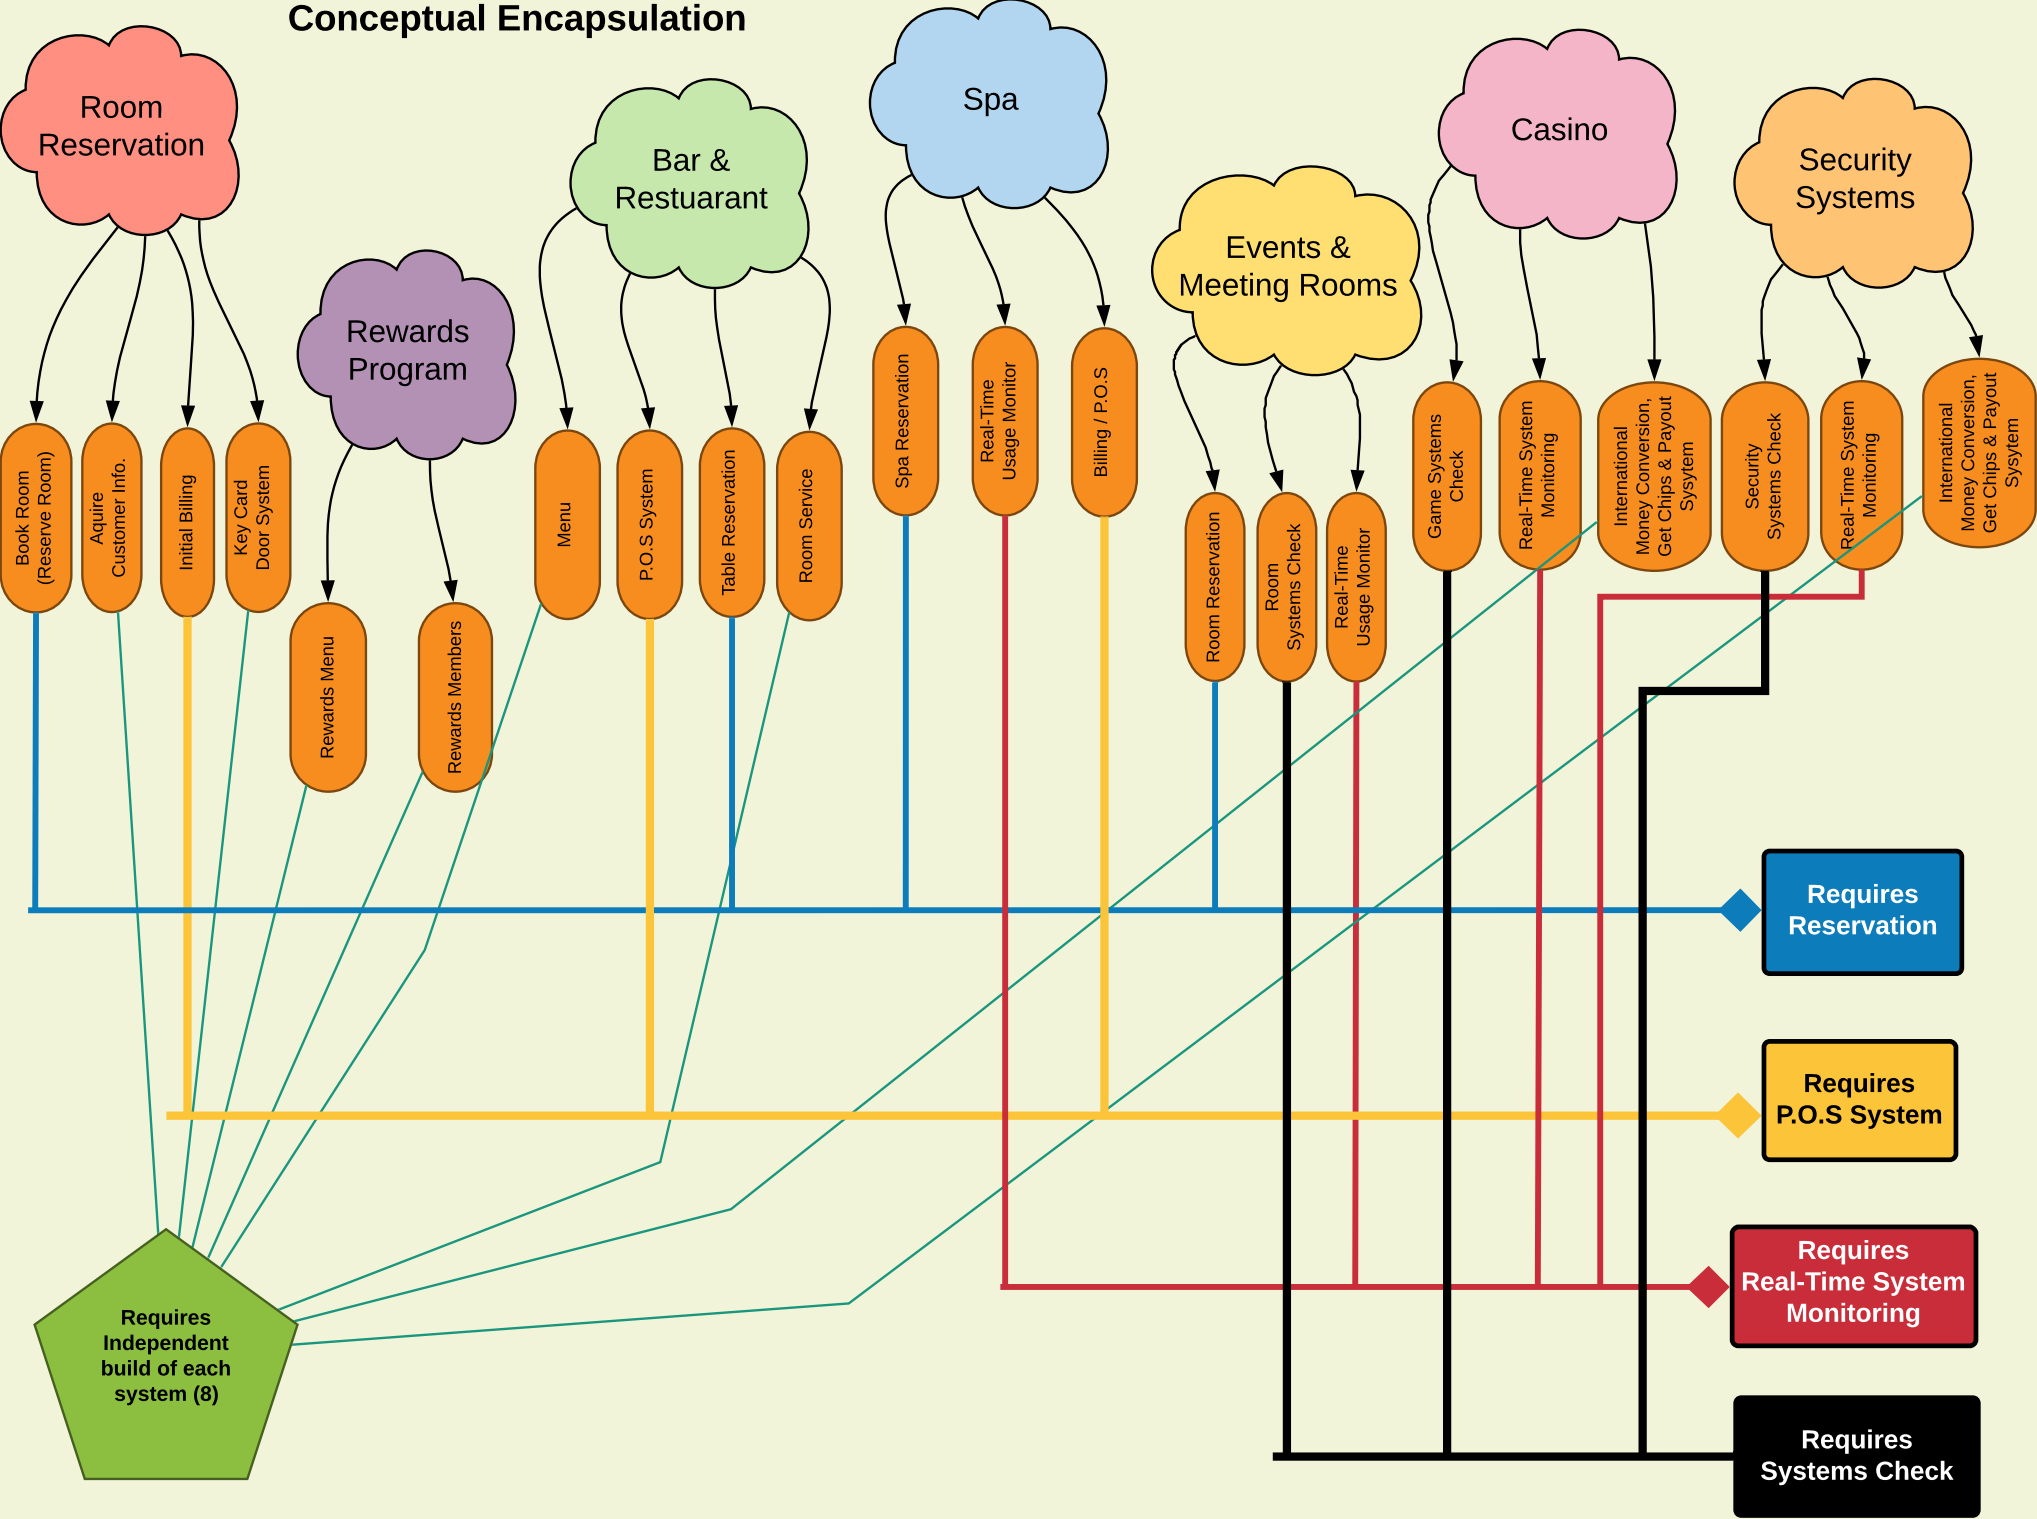 Conceptual Encapsulation
Room
Reservation
Rewards
Program
Bar &
Restuarant
Spa
Events &
Meeting Rooms
Casino
Security
Systems
Book Room
(Reserve Room)
Aquire
Customer Info.
Initial Billing
Key Card
Door System
Rewards Menu
Rewards Members
Menu
P.O.S System
Table Reservation
Room Service
Spa Reservation
Real-Time
Usage Monitor
Billing / P.O.S
Room Reservation
Room
Systems Check
Real-Time
Usage Monitor
Game Systems
Check
Real-Time System
Monitoring
International
Money Conversion,
Get Chips & Payout
Sysytem
Security
Systems Check
Real-Time System
Monitoring
International
Money Conversion,
Get Chips & Payout
Sysytem
Requires
Reservation
Requires
P.O.S System
Requires
Real-Time System
Monitoring
Requires
Systems Check
Requires
Independent
build of each
system (8)